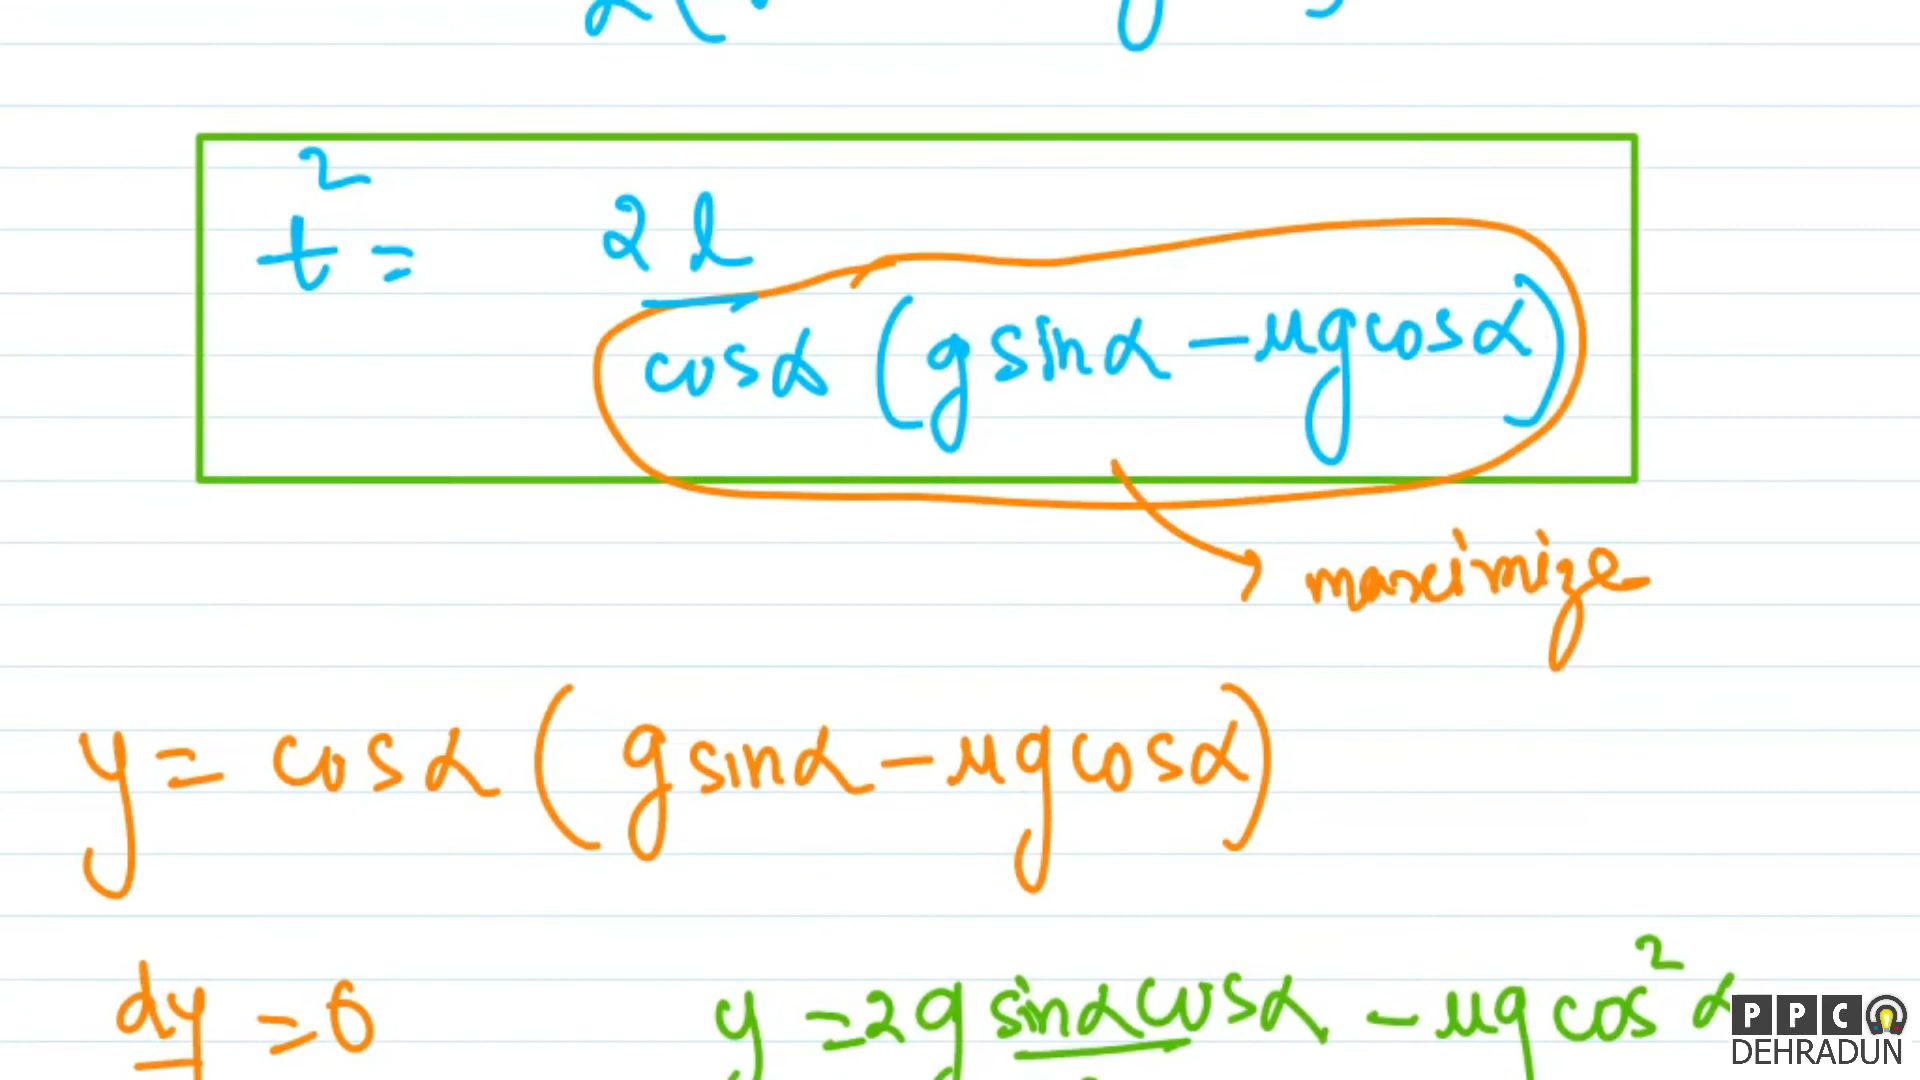 t² = 2l
cosα (g sinα - μg cosα)
maximize
y = cosα (g sinα - μg cosα)
dy = 0 y = 2g sinα cosα - μg cos²α
PPC
DEHRADUN